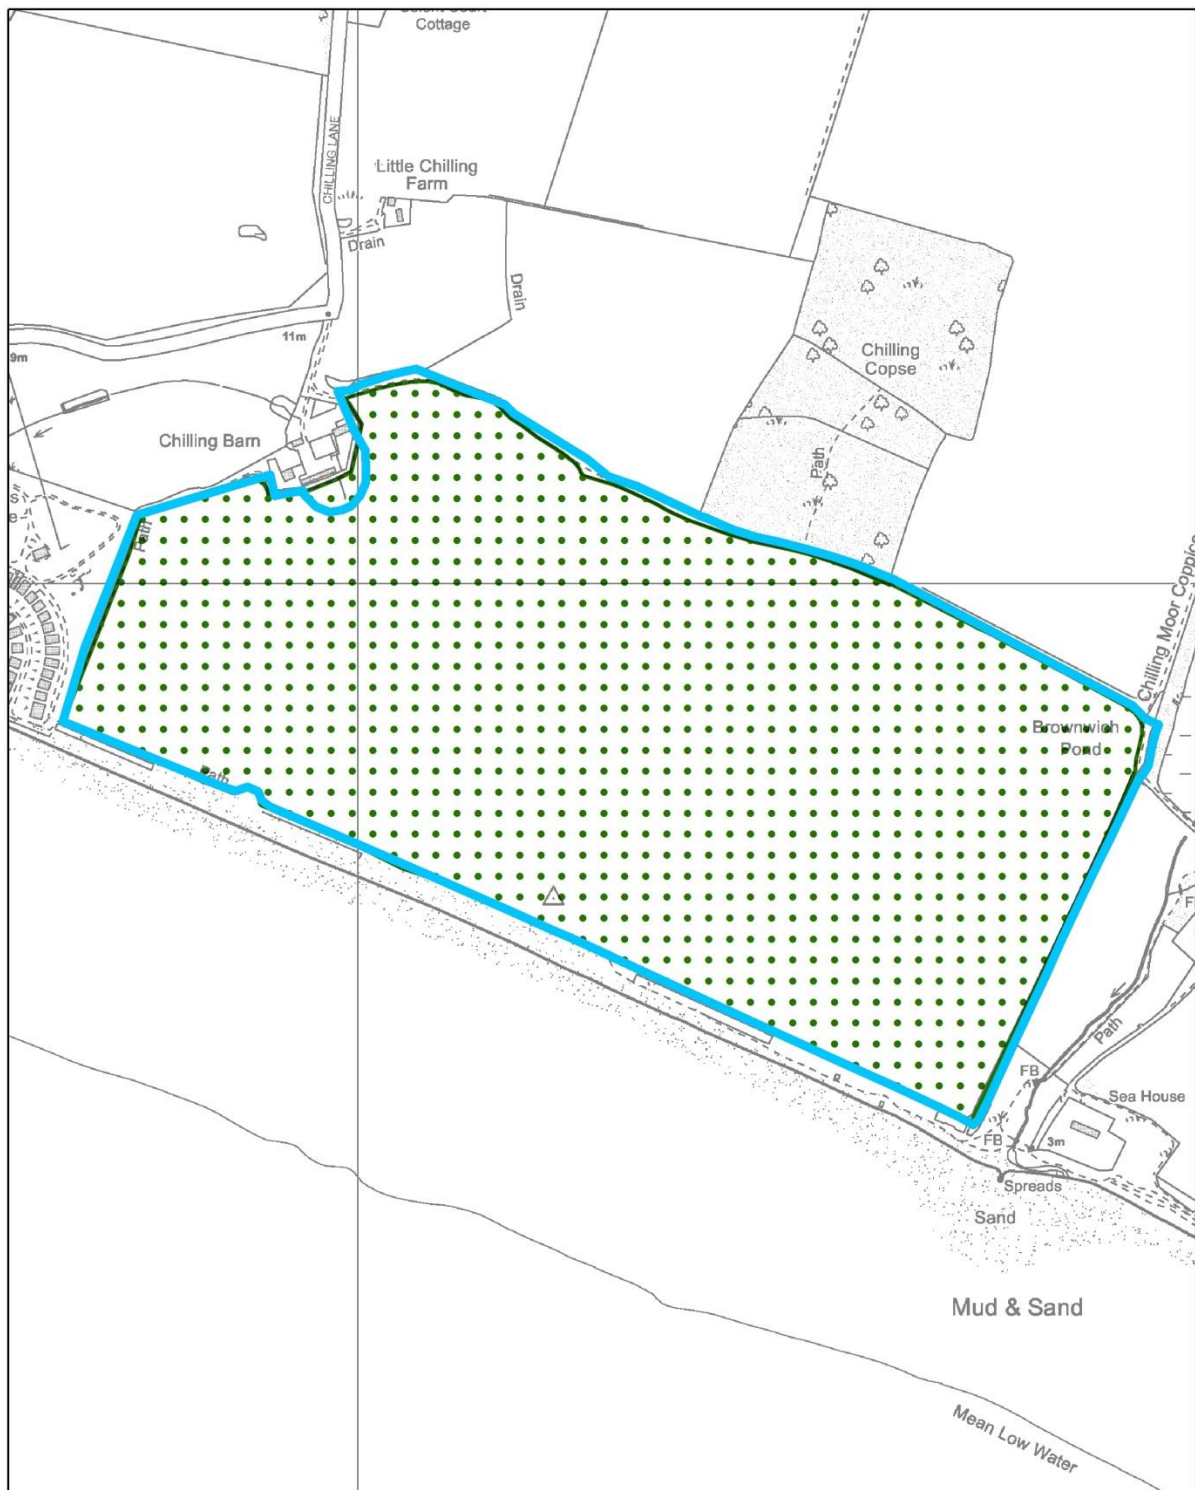 Cottage
CHILLING LANE
Little Chilling
Farm
Drain
Drain
11m
9m
Chilling
Copse
Chilling Barn
Path
Path
Chilling Moor Coppice
Brownwich
Pond
Path
Path
FB
Sea House
FB
3m
Spreads
Sand
Mud & Sand
Mean Low Water